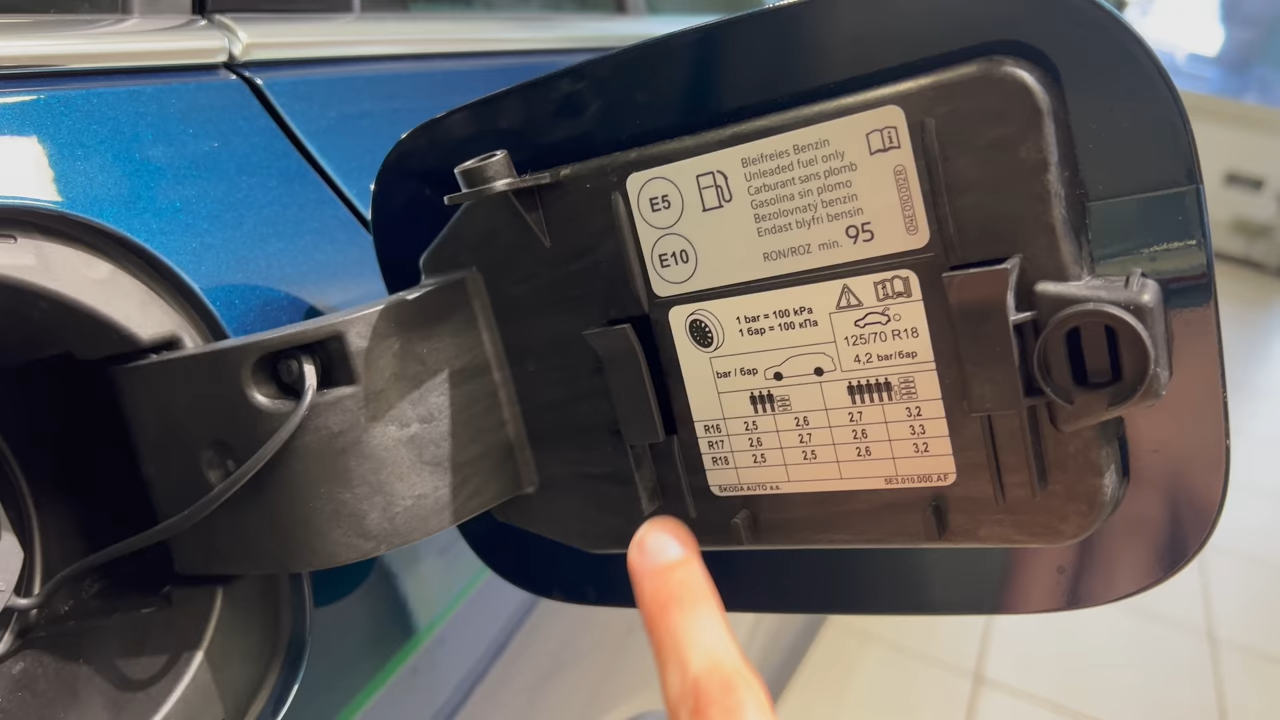 E5
E10
Bleifreies Benzin
Unleaded fuel only
Carburant sans plomb
Gasolina sin plomo
Bezolovnatý benzin
Endast blyfri bensin
RON/ROZ min. 95
04E 010 012 R
1 bar = 100 kPa
1 бар = 100 кПа
125/70 R18
4,2 bar/бар
bar / бар
R16 2,5 2,6 2,7 3,2
R17 2,6 2,7 2,6 3,3
R18 2,5 2,5 2,6 3,2
ŠKODA AUTO a.s.
5E3.010.000.AF